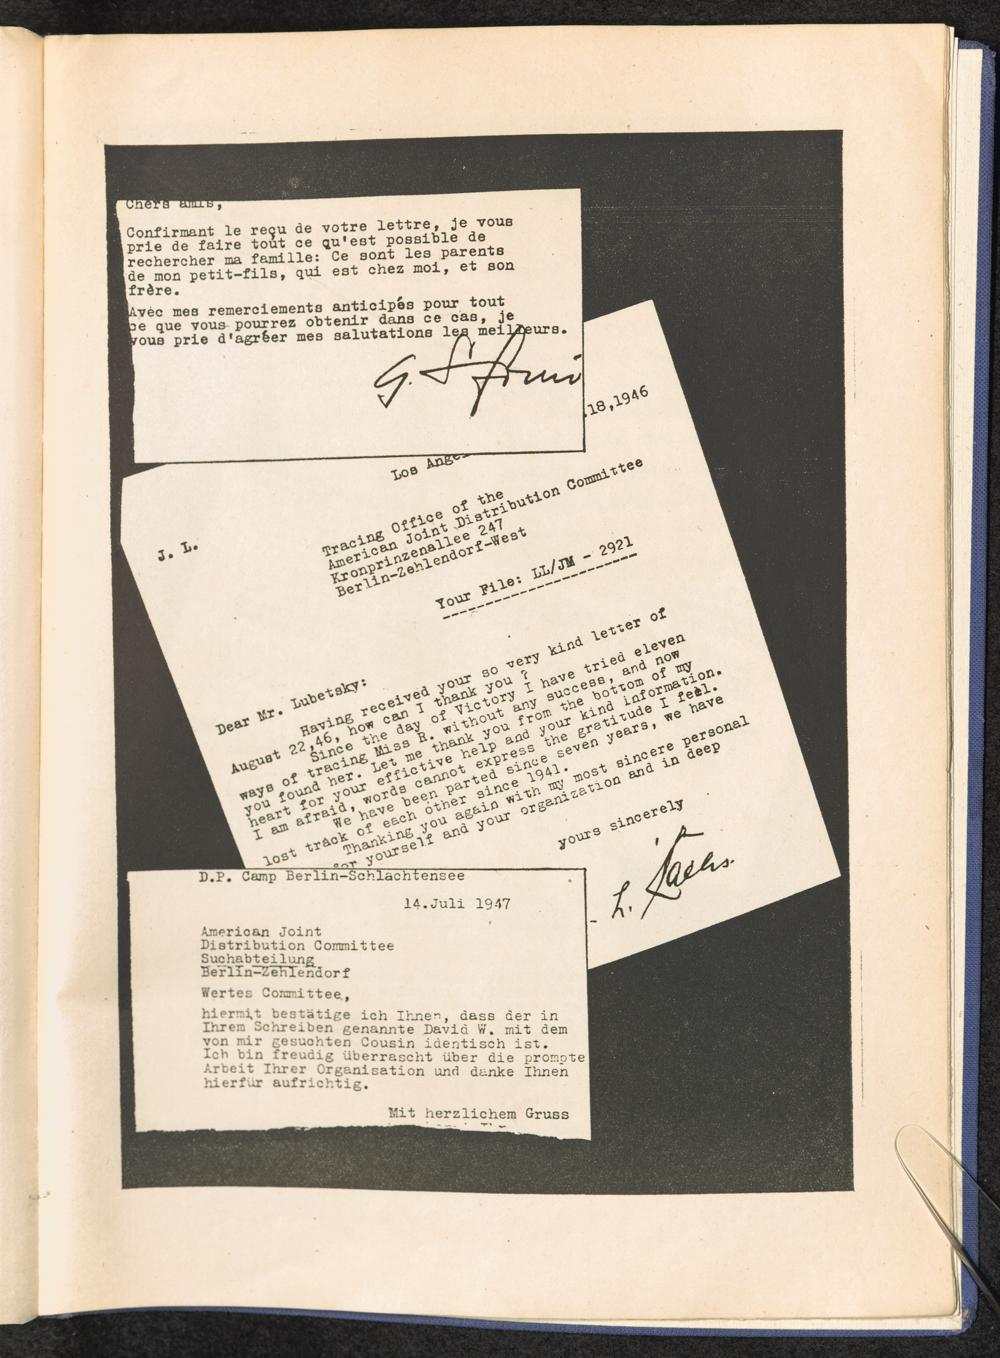 Chers amis,
Confirmant le reçu de votre lettre, je vous
prie de faire tout ce qu'est possible de
rechercher ma famille: Ce sont les parents
de mon petit-fils, qui est chez moi, et son
frère.
Avéc mes remerciements anticipés pour tout
ce que vous pourrez obtenir dans ce cas, je
vous prie d'agréer mes salutations les meilleurs.
G.
.18,1946
Los Ange
J. L.
Tracing Office of the
American Joint Distribution Committee
Kronprinzenallee 247
Berlin-Zehlendorf-West
Your File: LL/JM - 2921
Dear Mr. Lubetsky:
Having received your so very kind letter of
August 22,46, how can I thank you ?
Since the day of Victory I have tried eleven
ways of tracing Miss R. without any success, and now
you found her. Let me thank you from the bottom of my
heart for your effictive help and your kind information.
I am afraid, words cannot express the gratitude I feel.
We have been parted since seven years, we have
lost track of each other since 1941.
Thanking you again with my most sincere personal
for yourself and your organization and in deep
yours sincerely
L. Sachs.
D.P. Camp Berlin-Schlachtensee
14.Juli 1947
American Joint
Distribution Committee
Suchabteilung
Berlin-Zehlendorf
Wertes Committee,
hiermit bestätige ich Ihnen, dass der in
Ihrem Schreiben genannte David W. mit dem
von mir gesuchten Cousin identisch ist.
Ich bin freudig überrascht über die prompte
Arbeit Ihrer Organisation und danke Ihnen
hierfür aufrichtig.
Mit herzlichem Gruss